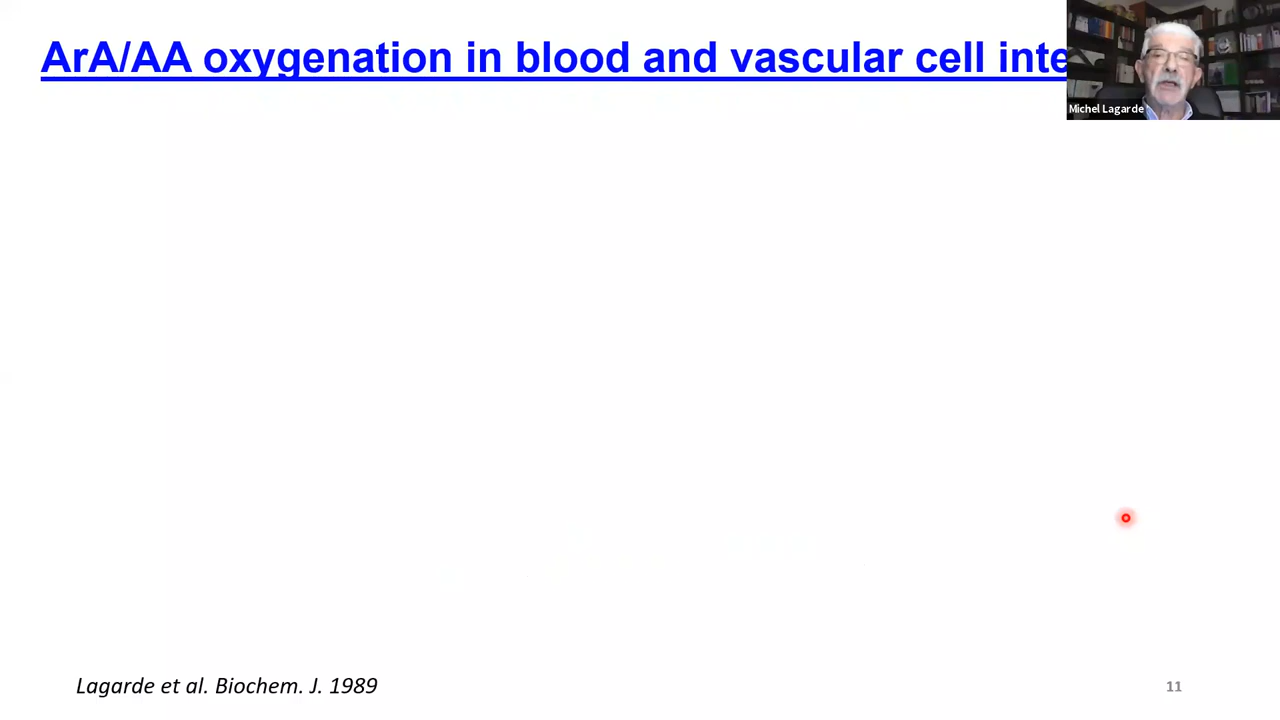 ArA/AA oxygenation in blood and vascular cell inte
Michel Lagarde
Lagarde et al. Biochem. J. 1989
11